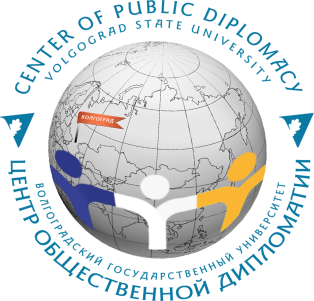 CENTER OF PUBLIC DIPLOMACY
VOLGOGRAD STATE UNIVERSITY
ВОЛГОГРАД
ВОЛГОГРАДСКИЙ ГОСУДАРСТВЕННЫЙ УНИВЕРСИТЕТ
ЦЕНТР ОБЩЕСТВЕННОЙ ДИПЛОМАТИИ